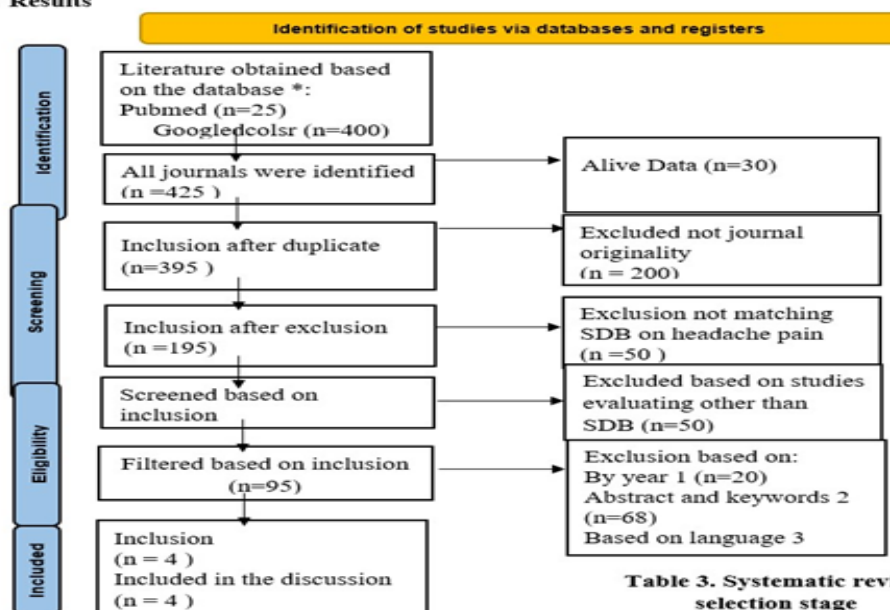 Results
Identification of studies via databases and registers
Identification
Literature obtained based
on the database *:
Pubmed (n=25)
Googledcolsr (n=400)
All journals were identified
(n =425 )
Alive Data (n=30)
Screening
Inclusion after duplicate
(n=395 )
Excluded not journal
originality
(n = 200)
Inclusion after exclusion
(n =195)
Exclusion not matching
SDB on headache pain
(n =50 )
Eligibility
Screened based on
inclusion
Excluded based on studies
evaluating other than
SDB (n=50)
Filtered based on inclusion
(n=95)
Exclusion based on:
By year 1 (n=20)
Abstract and keywords 2
(n=68)
Based on language 3
Included
Inclusion
(n = 4 )
Included in the discussion
(n = 4 )
Table 3. Systematic revi
selection stage